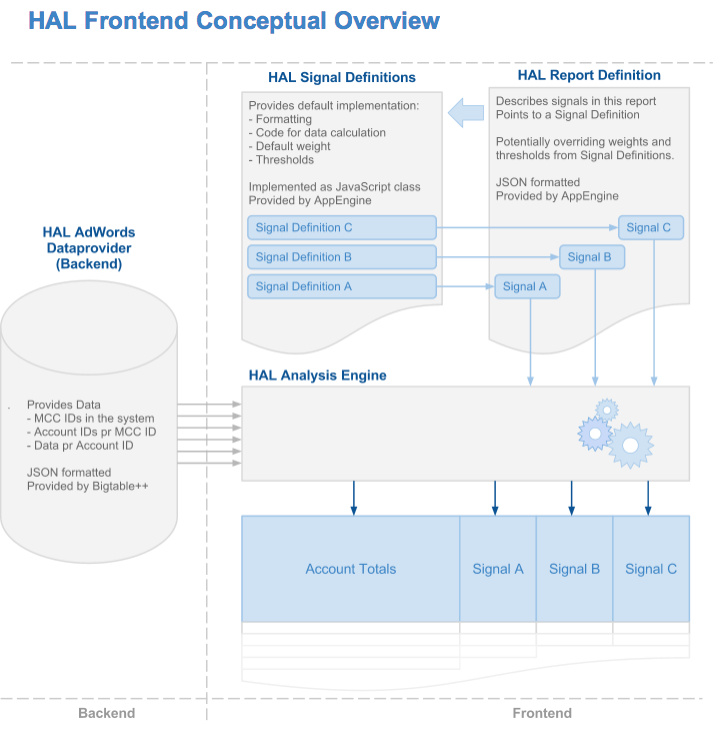 HAL Frontend Conceptual Overview
HAL Signal Definitions
Provides default implementation:
- Formatting
- Code for data calculation
- Default weight
- Thresholds
Implemented as JavaScript class
Provided by AppEngine
Signal Definition C
Signal Definition B
Signal Definition A
HAL Report Definition
Describes signals in this report
Points to a Signal Definition
Potentially overriding weights and
thresholds from Signal Definitions.
JSON formatted
Provided by AppEngine
Signal C
Signal B
Signal A
HAL AdWords
Dataprovider
(Backend)
Provides Data
- MCC IDs in the system
- Account IDs pr MCC ID
- Data pr Account ID
JSON formatted
Provided by Bigtable++
HAL Analysis Engine
Account Totals
Signal A
Signal B
Signal C
Backend
Frontend